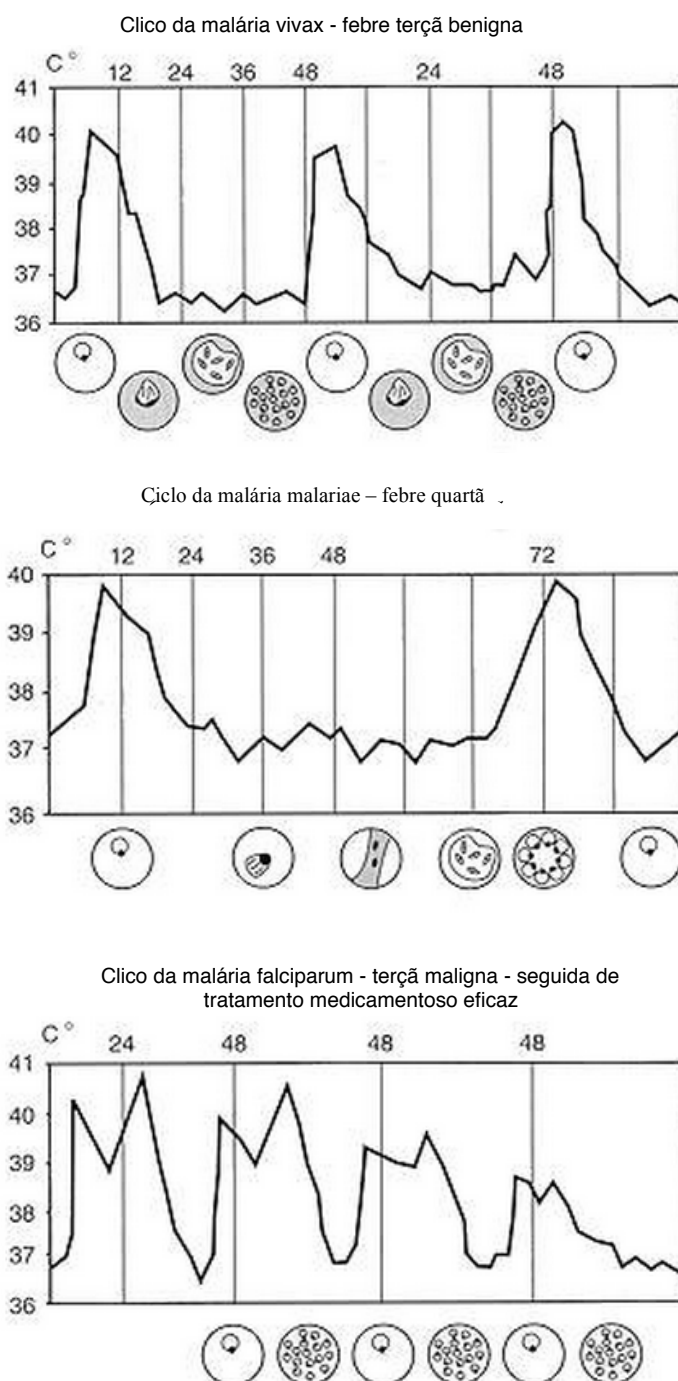 Clico da malária vivax - febre terçã benigna
C°
12 24 36 48 24 48
41
40
39
38
37
36
Ciclo da malária malariae – febre quartã
C°
12 24 36 48 72
40
39
38
37
36
Clico da malária falciparum - terçã maligna - seguida de
tratamento medicamentoso eficaz
C°
24 48 48 48
41
40
39
38
37
36